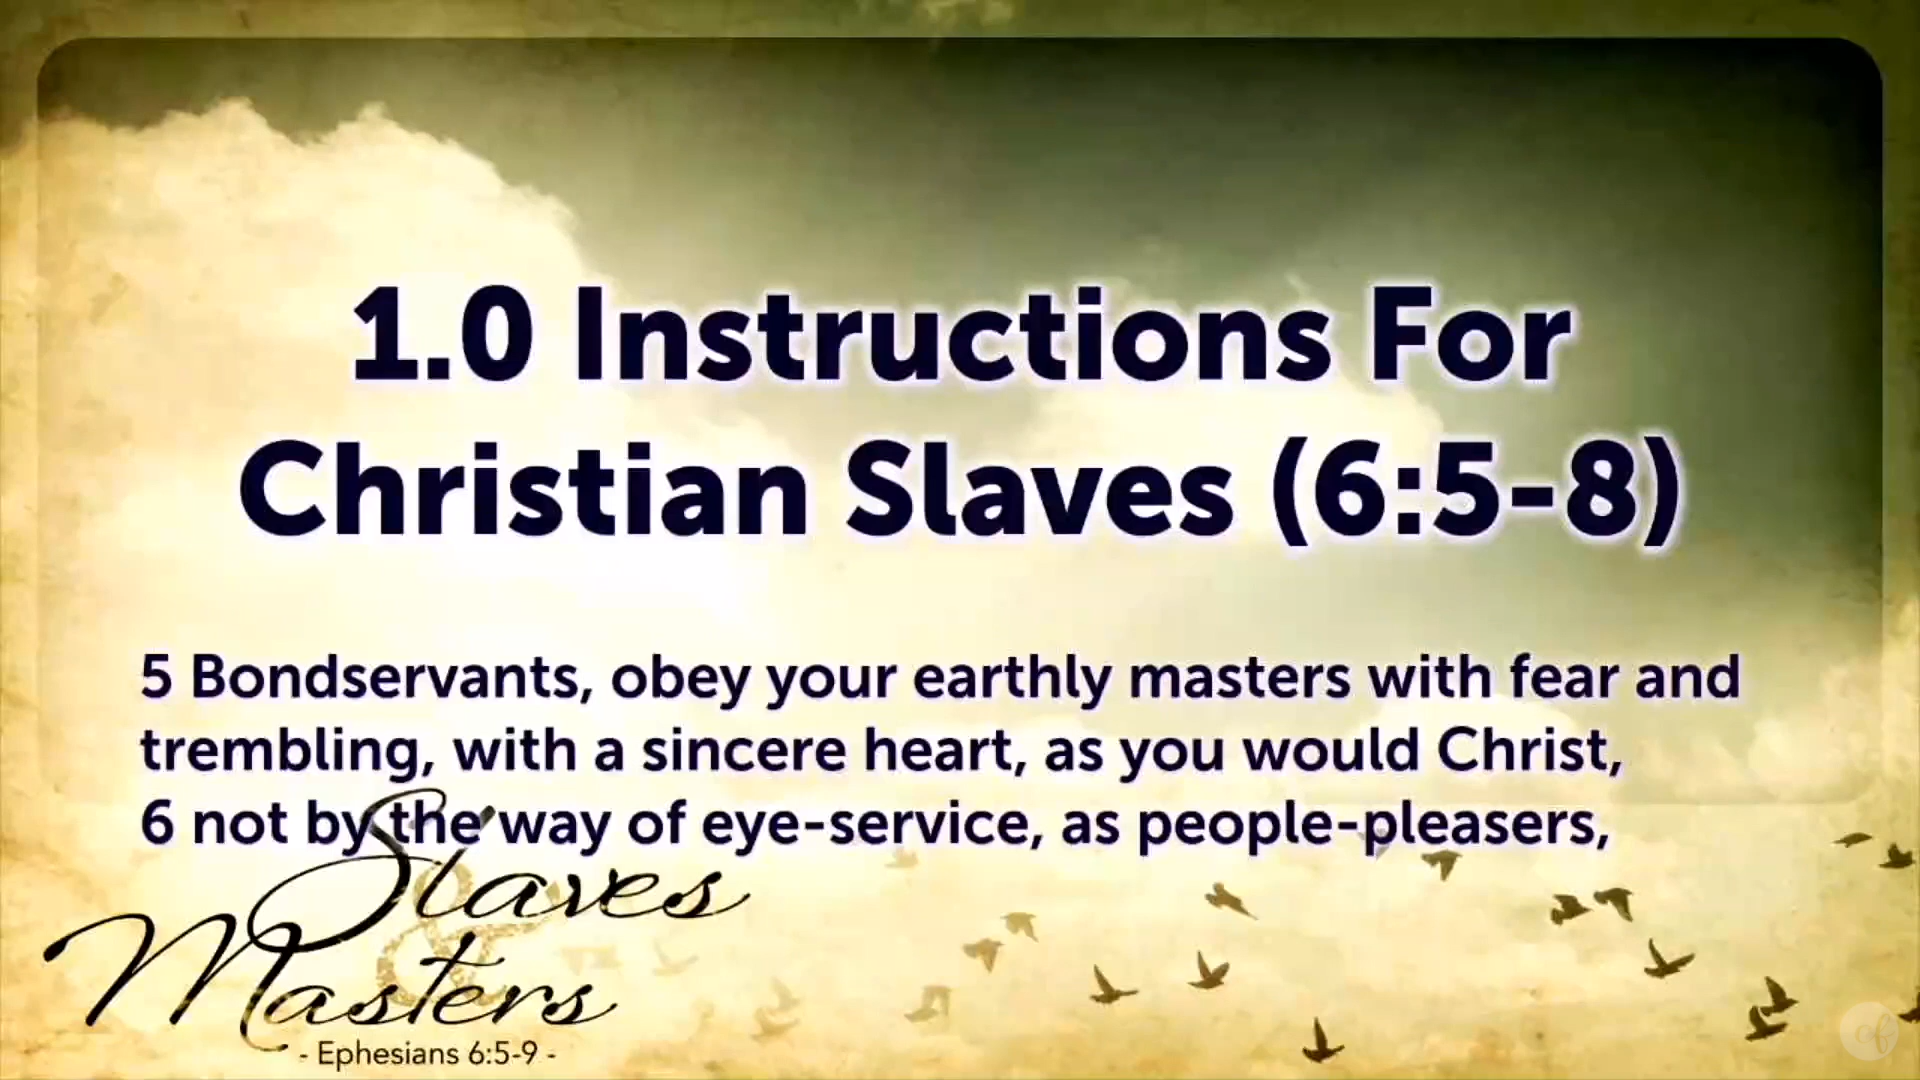 1.0 Instructions For
Christian Slaves (6:5-8)
5 Bondservants, obey your earthly masters with fear and
trembling, with a sincere heart, as you would Christ,
6 not by the way of eye-service, as people-pleasers,
Slaves
&
Masters
- Ephesians 6:5-9 -
cf